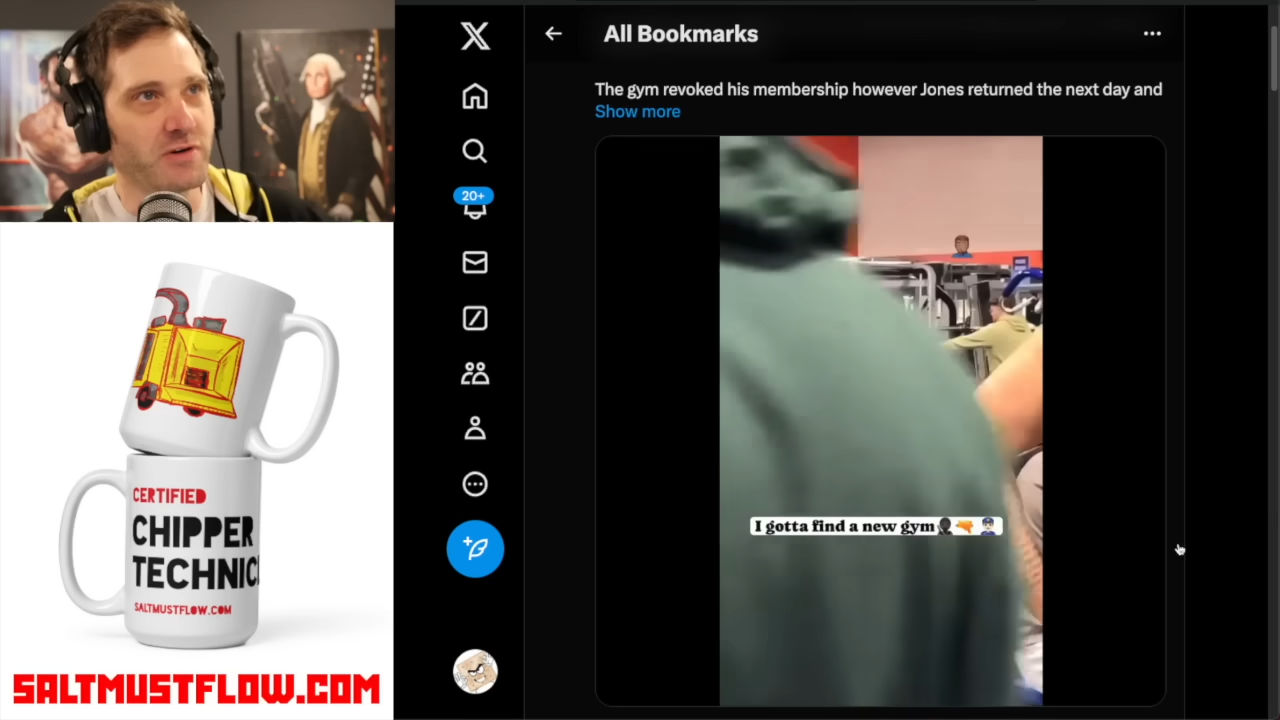 All Bookmarks
The gym revoked his membership however Jones returned the next day and
Show more
20+
I gotta find a new gym
CERTIFIED
CHIPPER
TECHNIC
SALTMUSTFLOW.COM
SALTMUSTFLOW.COM